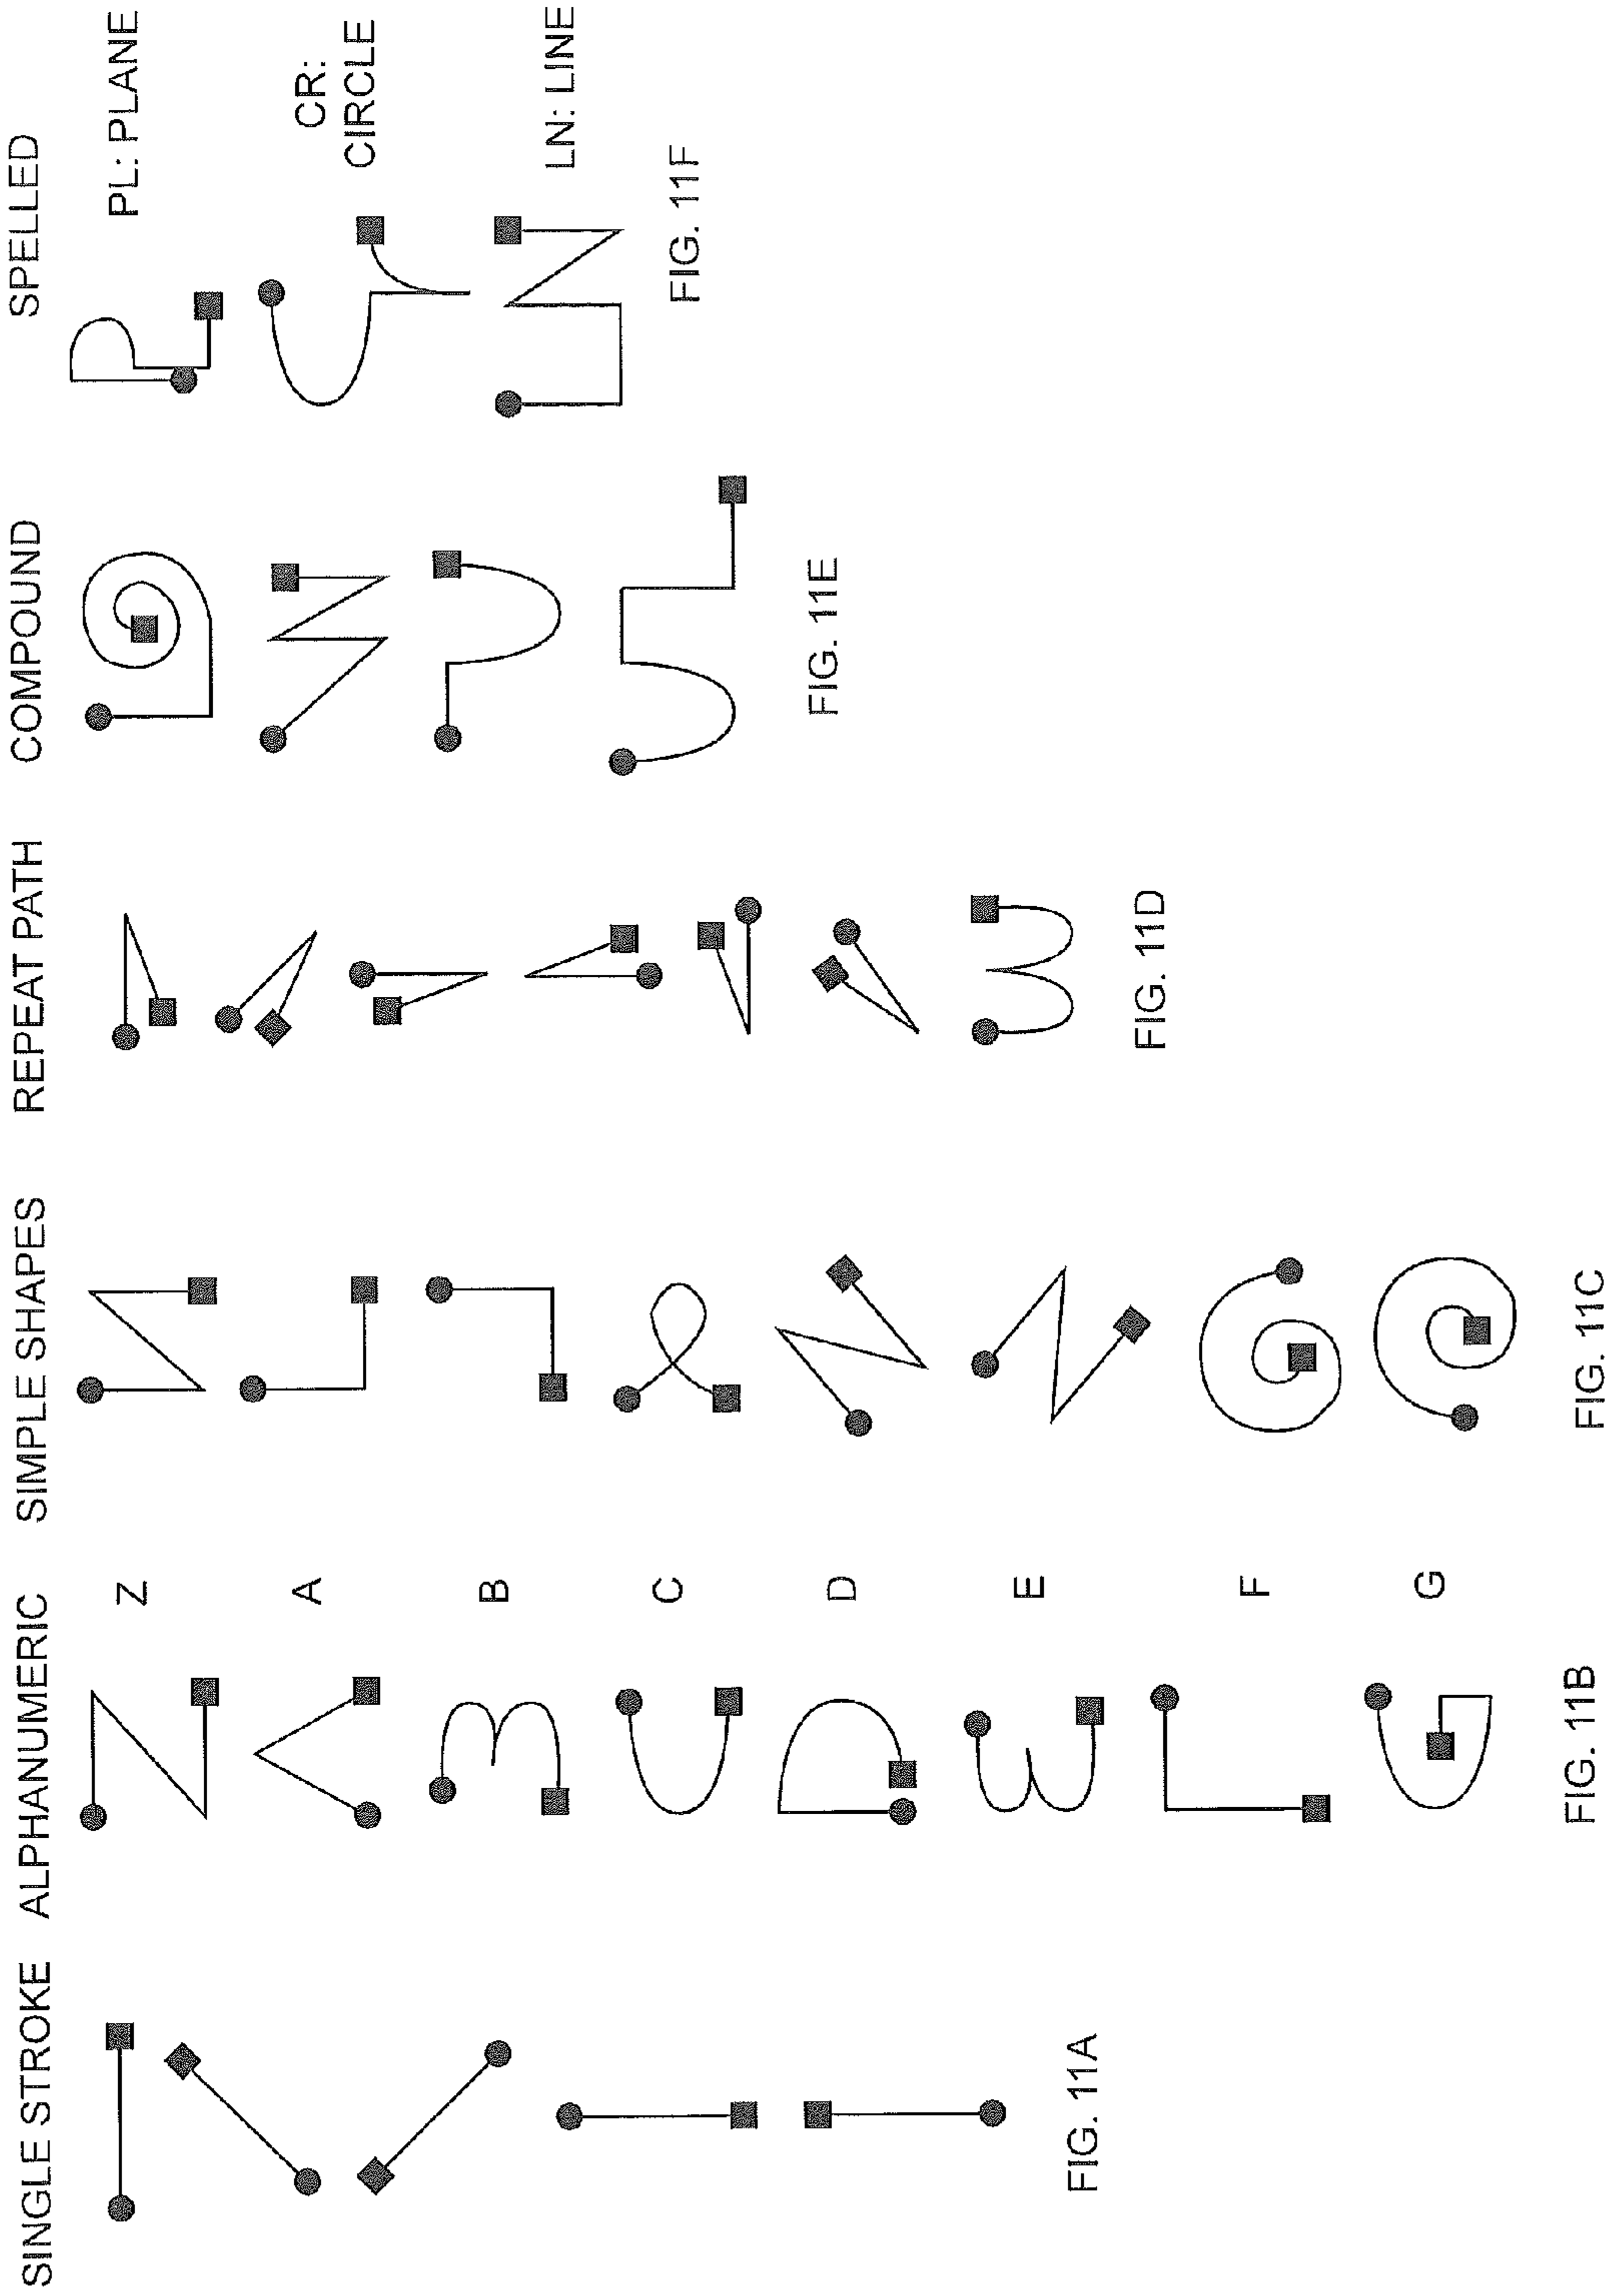 SINGLE STROKE
FIG. 11A
ALPHANUMERIC
Z
A
B
C
D
E
F
G
FIG. 11B
SIMPLE SHAPES
FIG. 11C
REPEAT PATH
FIG. 11D
COMPOUND
FIG. 11E
SPELLED
PL: PLANE
CR:
CIRCLE
LN: LINE
FIG. 11F